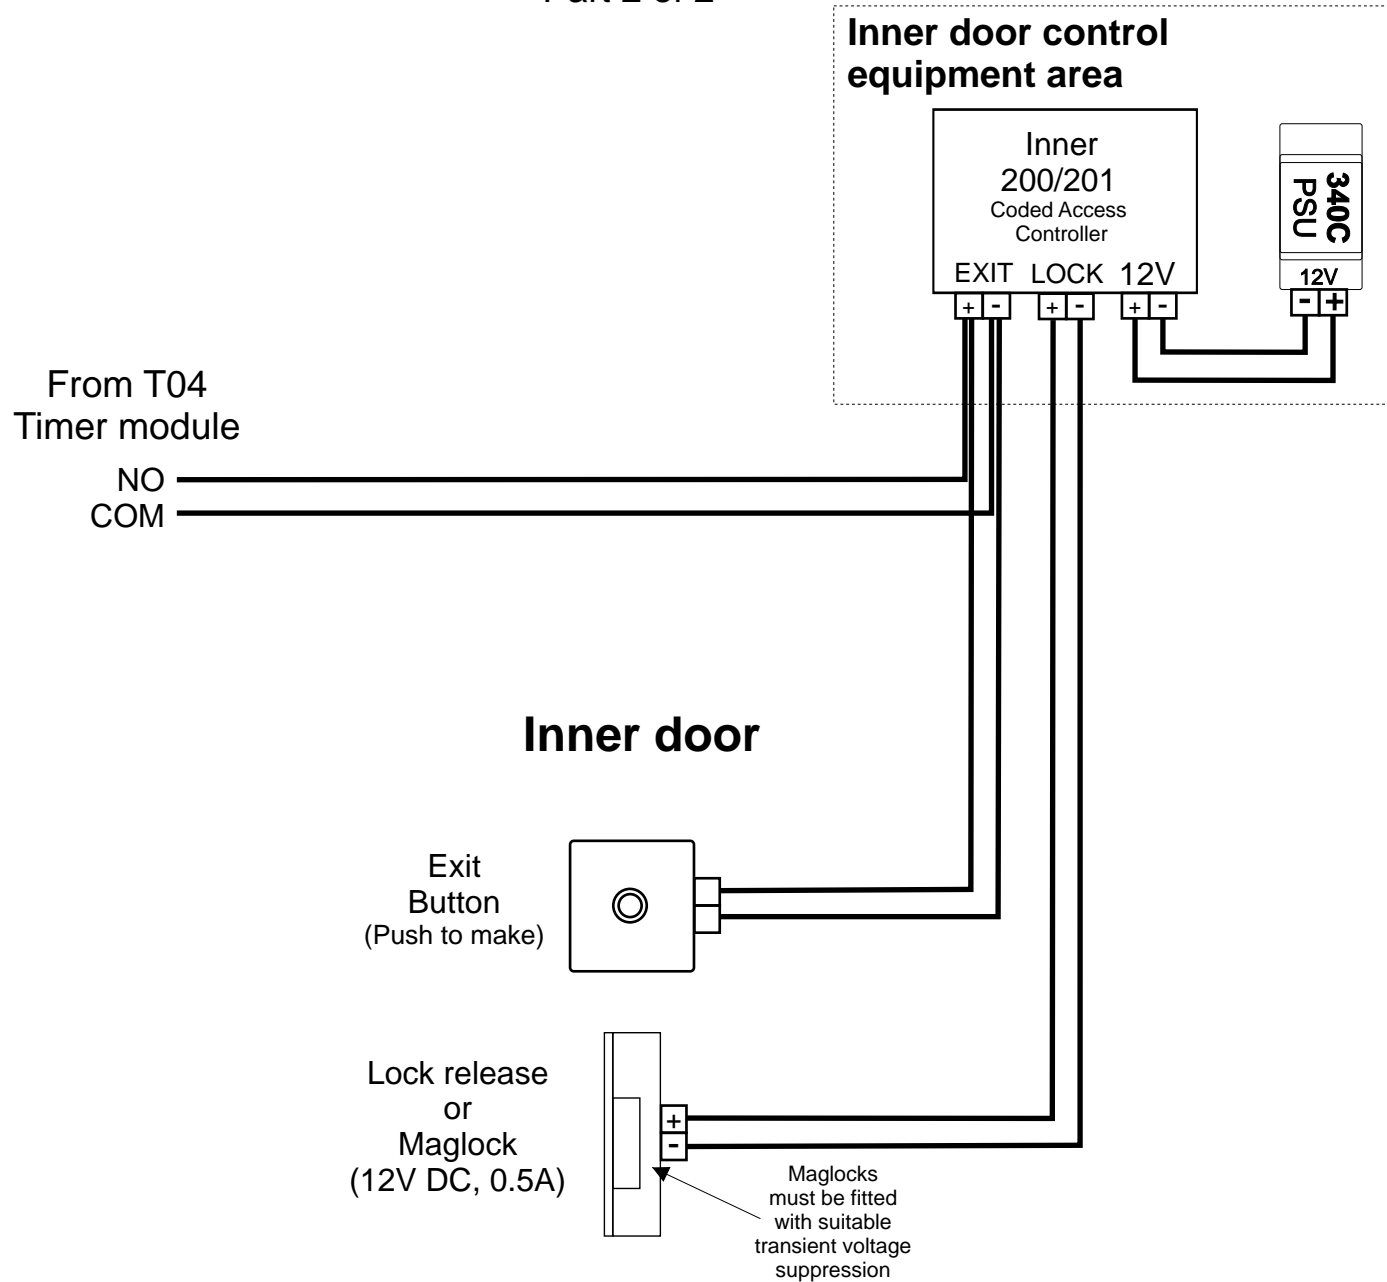 Inner door control
equipment area
Inner
200/201
Coded Access
Controller
EXIT LOCK 12V
+ - + - + -
340C
PSU
12V
- +
From T04
Timer module
NO
COM
Inner door
Exit
Button
(Push to make)
Lock release
or
Maglock
(12V DC, 0.5A)
+
-
Maglocks
must be fitted
with suitable
transient voltage
suppression